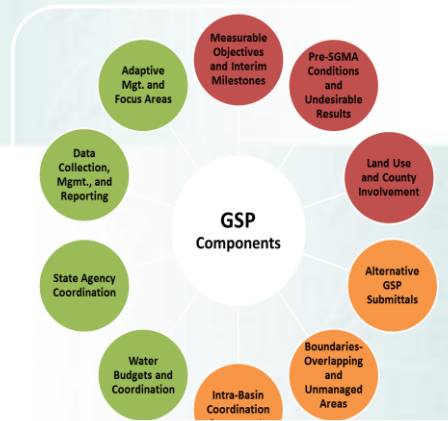 Measurable
Objectives
and Interim
Milestones
Pre-SGMA
Conditions
and
Undesirable
Results
Land Use
and County
Involvement
Alternative
GSP
Submittals
Boundaries-
Overlapping
and
Unmanaged
Areas
Intra-Basin
Coordination
Water
Budgets and
Coordination
State Agency
Coordination
Data
Collection,
Mgmt., and
Reporting
Adaptive
Mgt. and
Focus Areas
GSP
Components